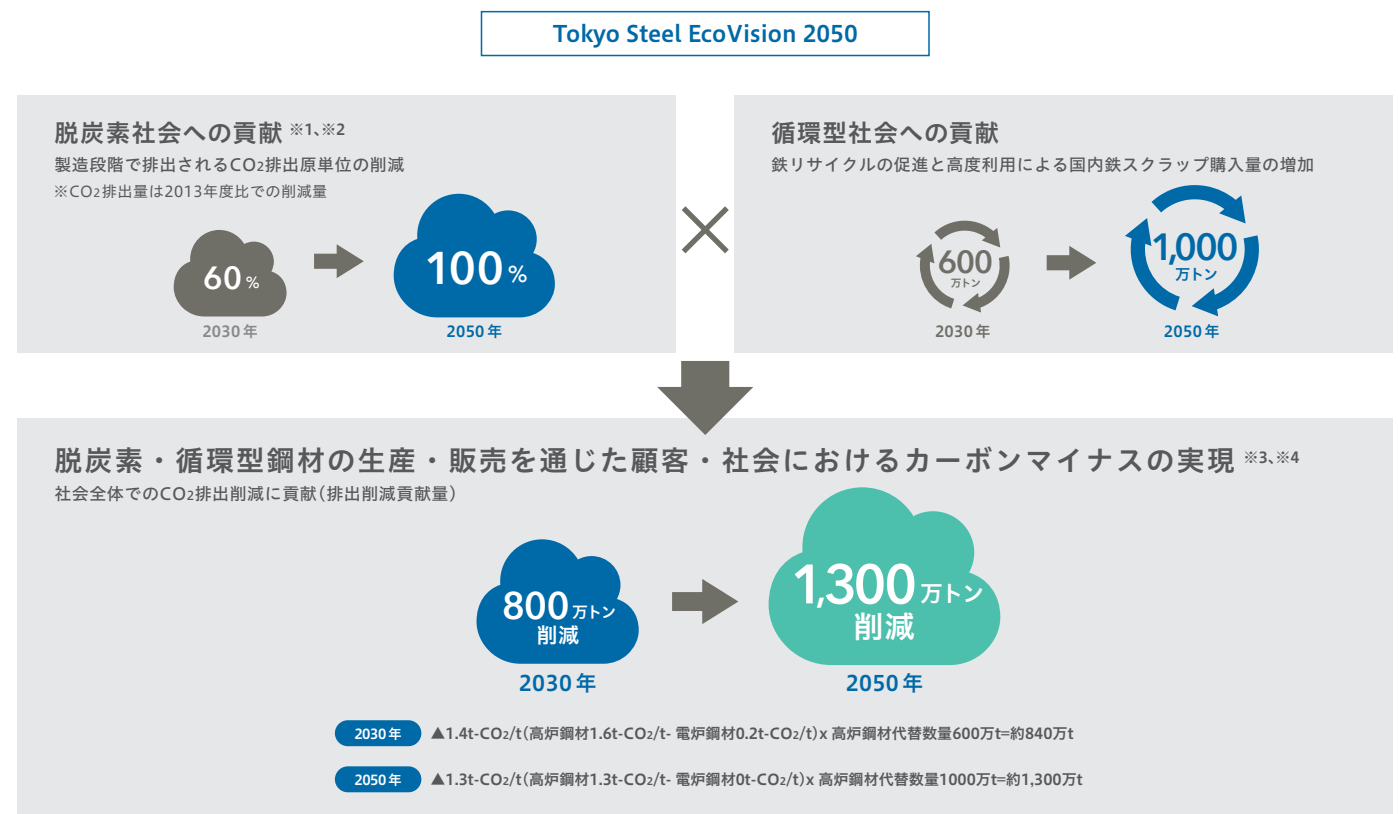 Tokyo Steel EcoVision 2050
脱炭素社会への貢献 ※1、※2
製造段階で排出されるCO2排出原単位の削減
※CO2排出量は2013年度比での削減量
60%
2030年
100%
2050年
×
循環型社会への貢献
鉄リサイクルの促進と高度利用による国内鉄スクラップ購入量の増加
600
万トン
2030年
1,000
万トン
2050年
脱炭素・循環型鋼材の生産・販売を通じた顧客・社会におけるカーボンマイナスの実現 ※3、※4
社会全体でのCO2排出削減に貢献（排出削減貢献量）
800万トン
削減
2030年
1,300万トン
削減
2050年
2030年 ▲1.4t-CO2/t（高炉鋼材1.6t-CO2/t- 電炉鋼材0.2t-CO2/t）x 高炉鋼材代替数量600万t=約840万t
2050年 ▲1.3t-CO2/t（高炉鋼材1.3t-CO2/t- 電炉鋼材0t-CO2/t）x 高炉鋼材代替数量1000万t=約1,300万t